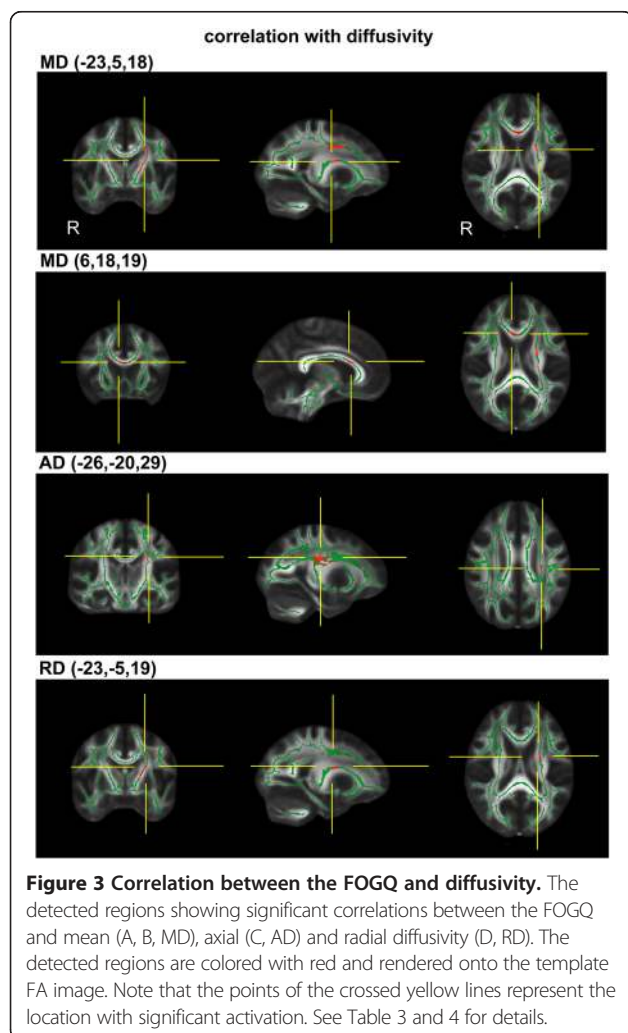 correlation with diffusivity
MD (-23,5,18)
R
R
MD (6,18,19)
AD (-26,-20,29)
RD (-23,-5,19)
Figure 3 Correlation between the FOGQ and diffusivity. The
detected regions showing significant correlations between the FOGQ
and mean (A, B, MD), axial (C, AD) and radial diffusivity (D, RD). The
detected regions are colored with red and rendered onto the template
FA image. Note that the points of the crossed yellow lines represent the
location with significant activation. See Table 3 and 4 for details.